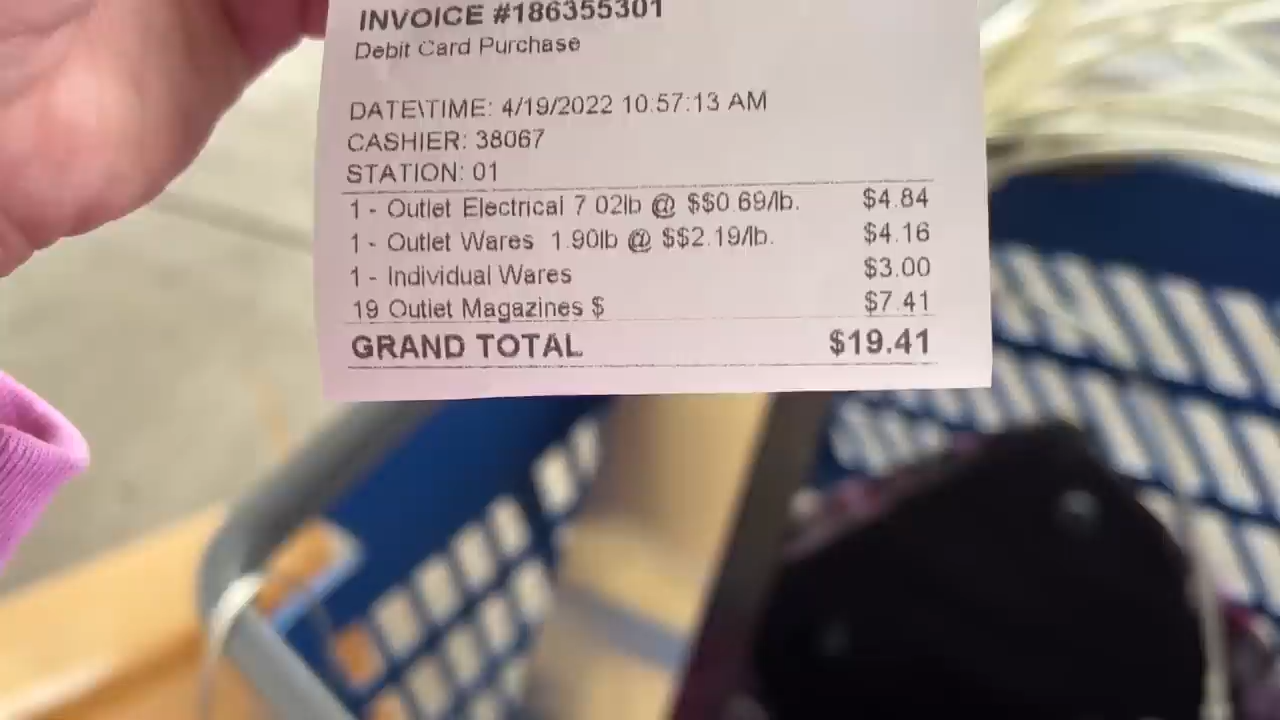 INVOICE #186355301
Debit Card Purchase
DATE\TIME: 4/19/2022 10:57:13 AM
CASHIER: 38067
STATION: 01
1 - Outlet Electrical 7.02lb @ $$0.69/lb. $4.84
1 - Outlet Wares 1.90lb @ $$2.19/lb. $4.16
1 - Individual Wares $3.00
19 Outlet Magazines $ $7.41
GRAND TOTAL $19.41